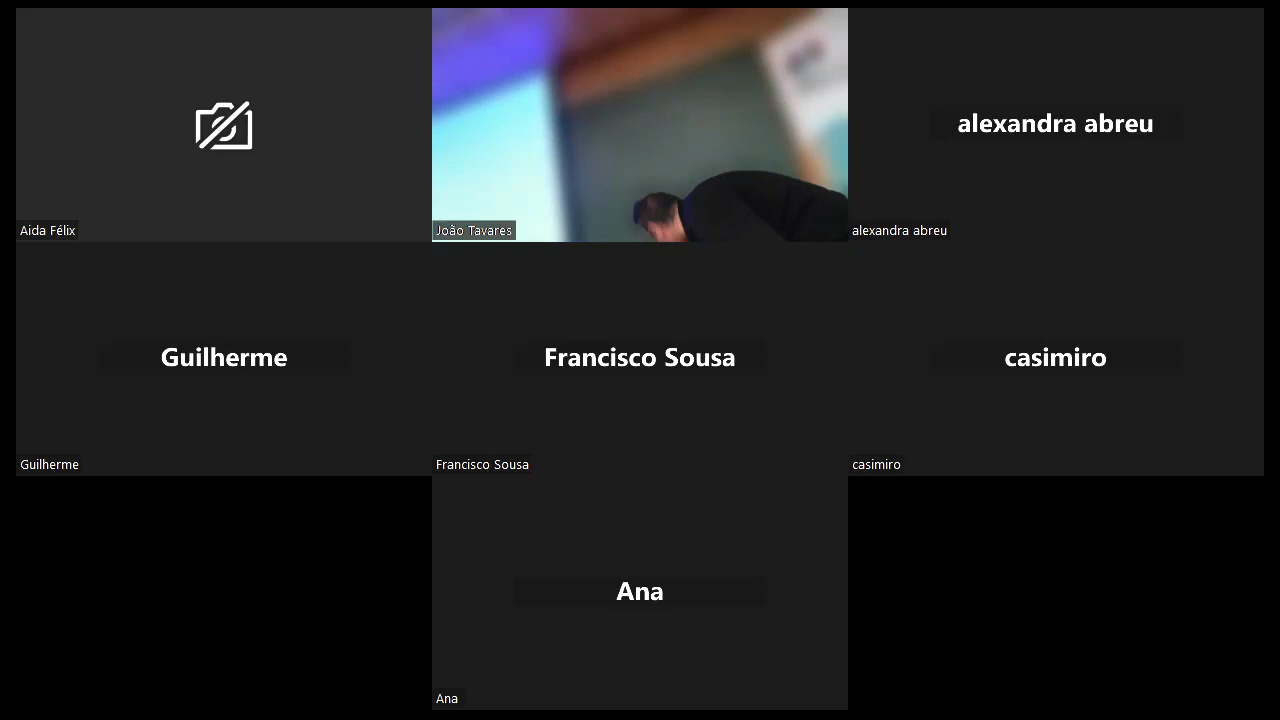 Aida Félix
João Tavares
alexandra abreu
alexandra abreu
Guilherme
Guilherme
Francisco Sousa
Francisco Sousa
casimiro
casimiro
Ana
Ana